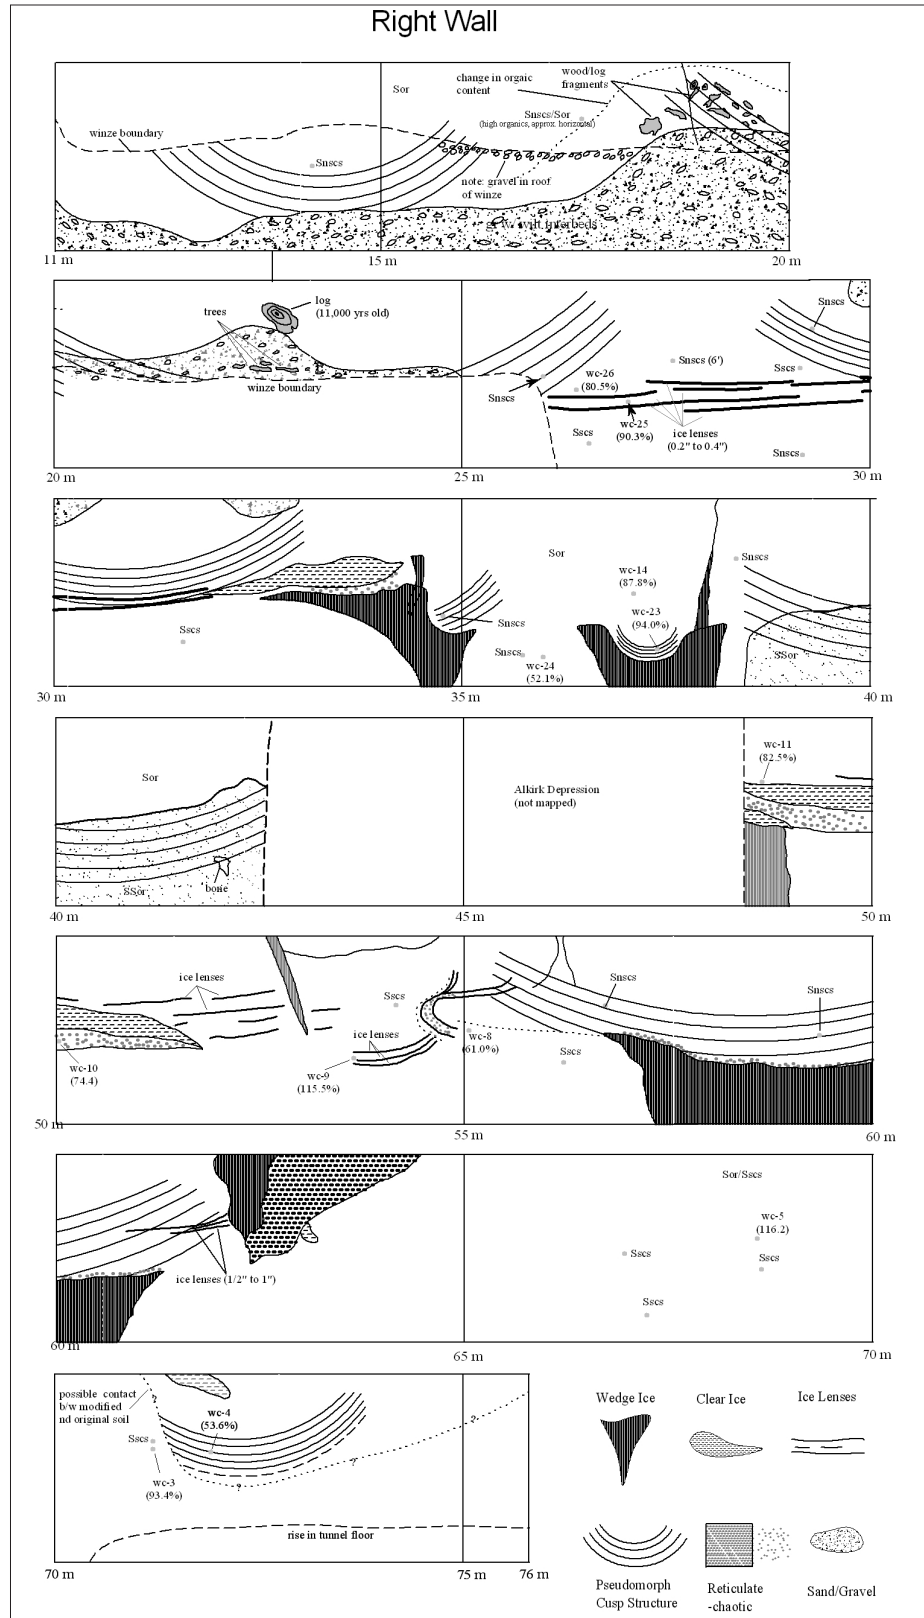 Right Wall
Sor
change in orgaic
content
wood/log
fragments
Snscs/Sor
(high organics, approx. horizontal)
winze boundary
Snscs
note: gravel in roof
of winze
11 m
15 m
20 m
trees
log
(11,000 yrs old)
winze boundary
Snscs
wc-26
(80.5%)
Snscs (6')
Snscs
Sscs
Sscs
wc-25
(90.3%)
ice lenses
(0.2" to 0.4")
Snscs
20 m
25 m
30 m
Sor
wc-14
(87.8%)
Snscs
wc-23
(94.0%)
Sscs
Snscs
Snscs
wc-24
(52.1%)
SSor
30 m
35 m
40 m
Sor
Alkirk Depression
(not mapped)
wc-11
(82.5%)
SSor
bone
40 m
45 m
50 m
ice lenses
Sscs
Snscs
Snscs
ice lenses
wc-8
(61.0%)
Sscs
wc-10
(74.4)
wc-9
(115.5%)
50 m
55 m
60 m
Sor/Sscs
wc-5
(116.2)
Sscs
Sscs
ice lenses (1/2" to 1")
Sscs
60 m
65 m
70 m
possible contact
b/w modified
nd original soil
?
wc-4
(53.6%)
Sscs
wc-3
(93.4%)
?
?
?
rise in tunnel floor
70 m
75 m
76 m
Wedge Ice
Clear Ice
Ice Lenses
Pseudomorph
Cusp Structure
Reticulate
-chaotic
Sand/Gravel